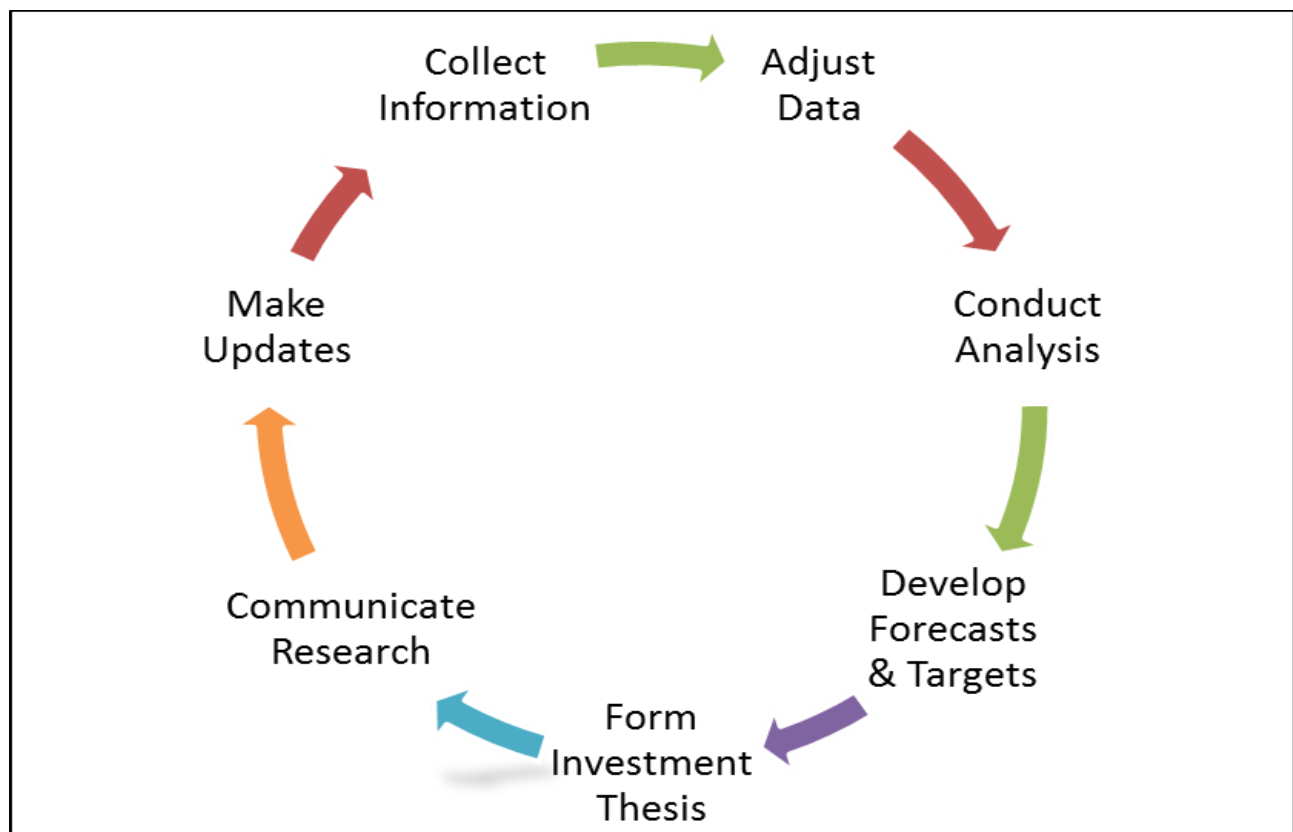 Collect
Information
Adjust
Data
Conduct
Analysis
Develop
Forecasts
& Targets
Form
Investment
Thesis
Communicate
Research
Make
Updates